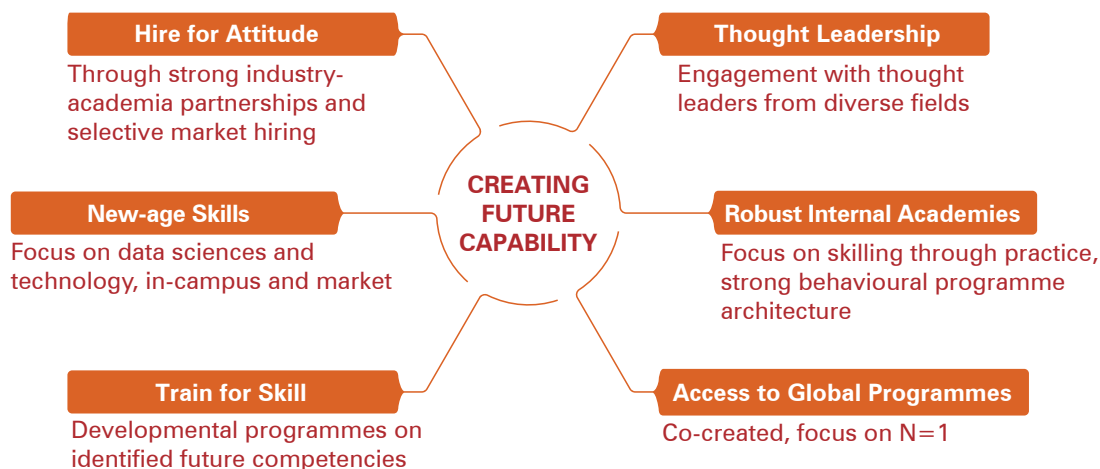 Hire for Attitude
Through strong industry-
academia partnerships and
selective market hiring
New-age Skills
Focus on data sciences and
technology, in-campus and market
Train for Skill
Developmental programmes on
identified future competencies
CREATING
FUTURE
CAPABILITY
Thought Leadership
Engagement with thought
leaders from diverse fields
Robust Internal Academies
Focus on skilling through practice,
strong behavioural programme
architecture
Access to Global Programmes
Co-created, focus on N=1